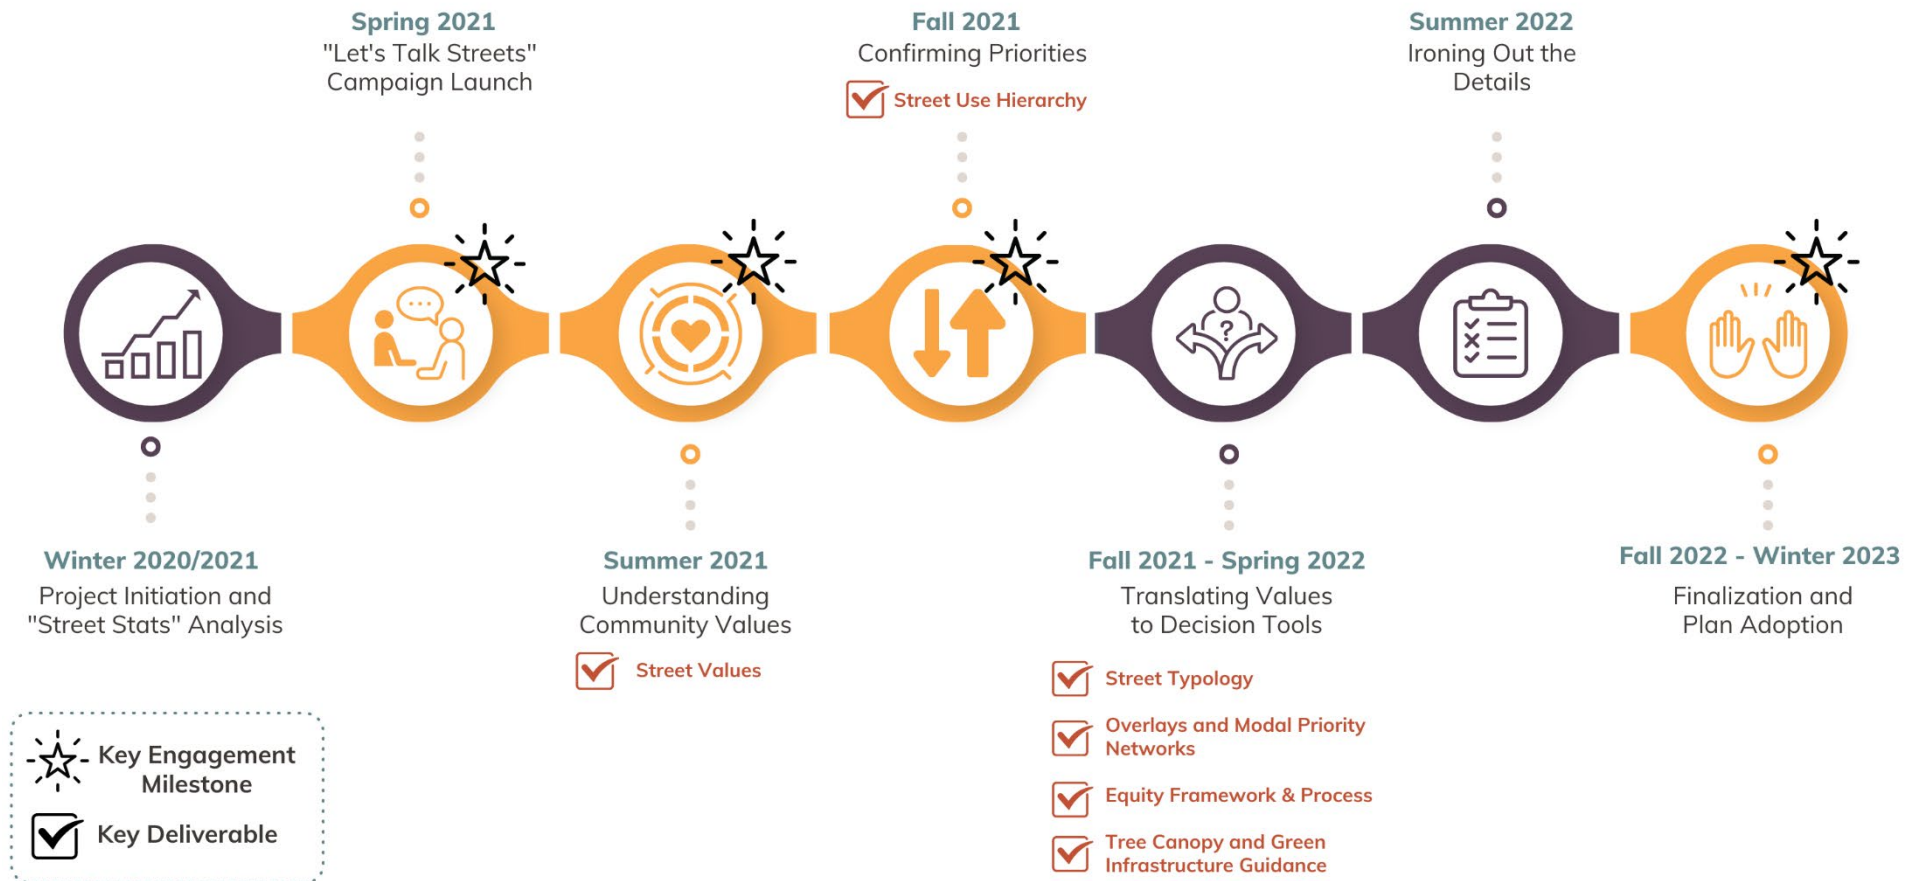 Spring 2021
"Let's Talk Streets"
Campaign Launch
Fall 2021
Confirming Priorities
Street Use Hierarchy
Summer 2022
Ironing Out the
Details
?
Winter 2020/2021
Project Initiation and
"Street Stats" Analysis
Summer 2021
Understanding
Community Values
Street Values
Fall 2021 - Spring 2022
Translating Values
to Decision Tools
Street Typology
Overlays and Modal Priority
Networks
Equity Framework & Process
Tree Canopy and Green
Infrastructure Guidance
Fall 2022 - Winter 2023
Finalization and
Plan Adoption
Key Engagement
Milestone
Key Deliverable